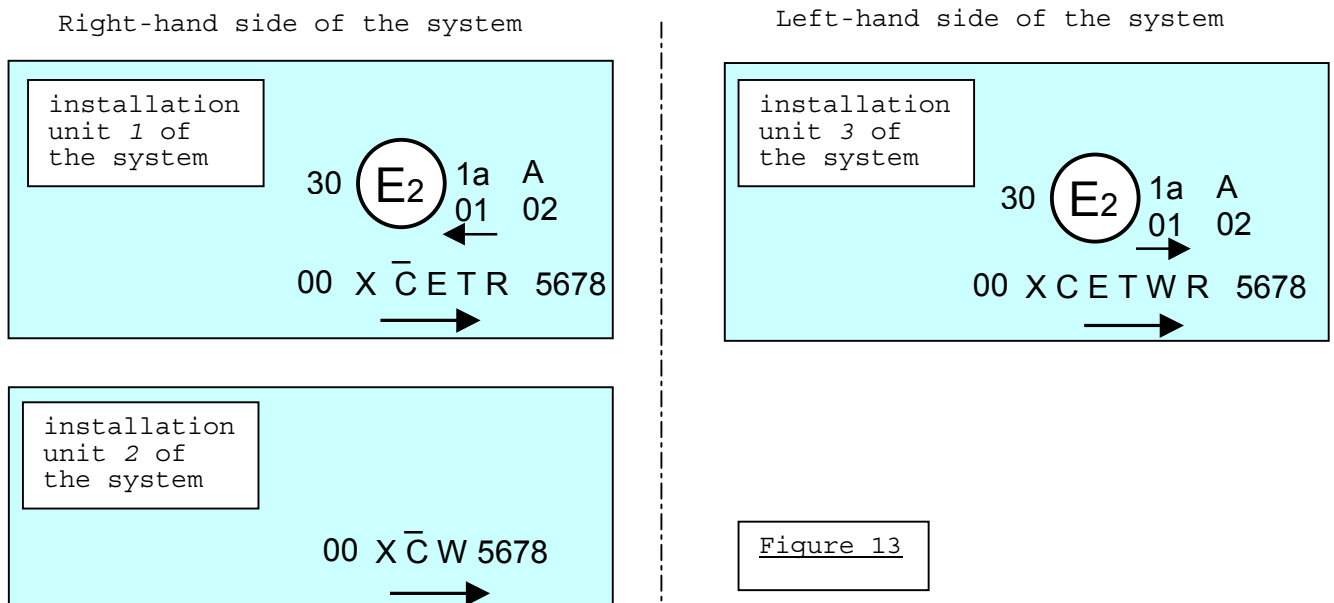 Right-hand side of the system
Left-hand side of the system
installation
unit 1 of
the system
30 E2 1a A
01 02
00 X C̅ E T R 5678
installation
unit 3 of
the system
30 E2 1a A
01 02
00 X C E T W R 5678
installation
unit 2 of
the system
00 X C̅ W 5678
Figure 13